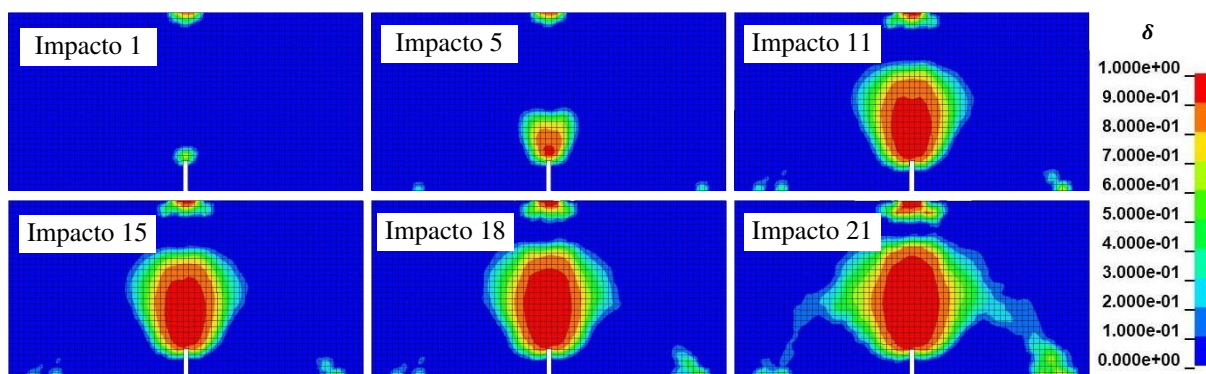 Impacto 1
Impacto 5
Impacto 11
Impacto 15
Impacto 18
Impacto 21
δ
1.000e+00
9.000e-01
8.000e-01
7.000e-01
6.000e-01
5.000e-01
4.000e-01
3.000e-01
2.000e-01
1.000e-01
0.000e+00